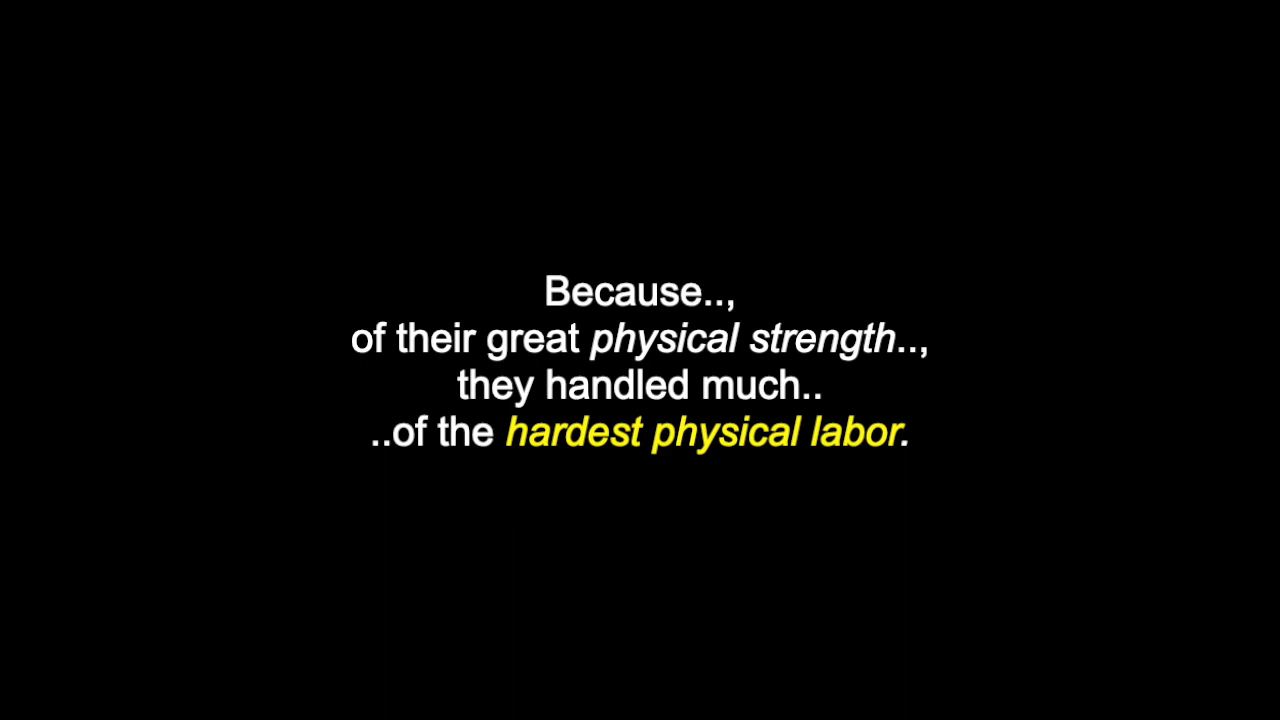 Because..,
of their great physical strength..,
they handled much..
..of the hardest physical labor.